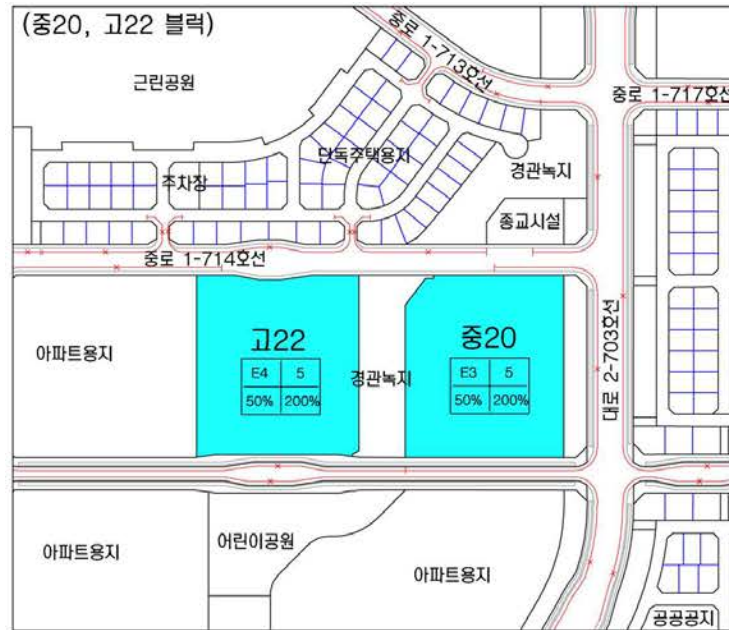 (중20, 고22 블럭)
중로 1-713호선
근린공원
중로 1-717호선
단독주택용지
경관녹지
주차장
종교시설
중로 1-714호선
고22
중20
대로 2-703호선
아파트용지
E4 5
50% 200%
경관녹지
E3 5
50% 200%
어린이공원
아파트용지
아파트용지
공공공지